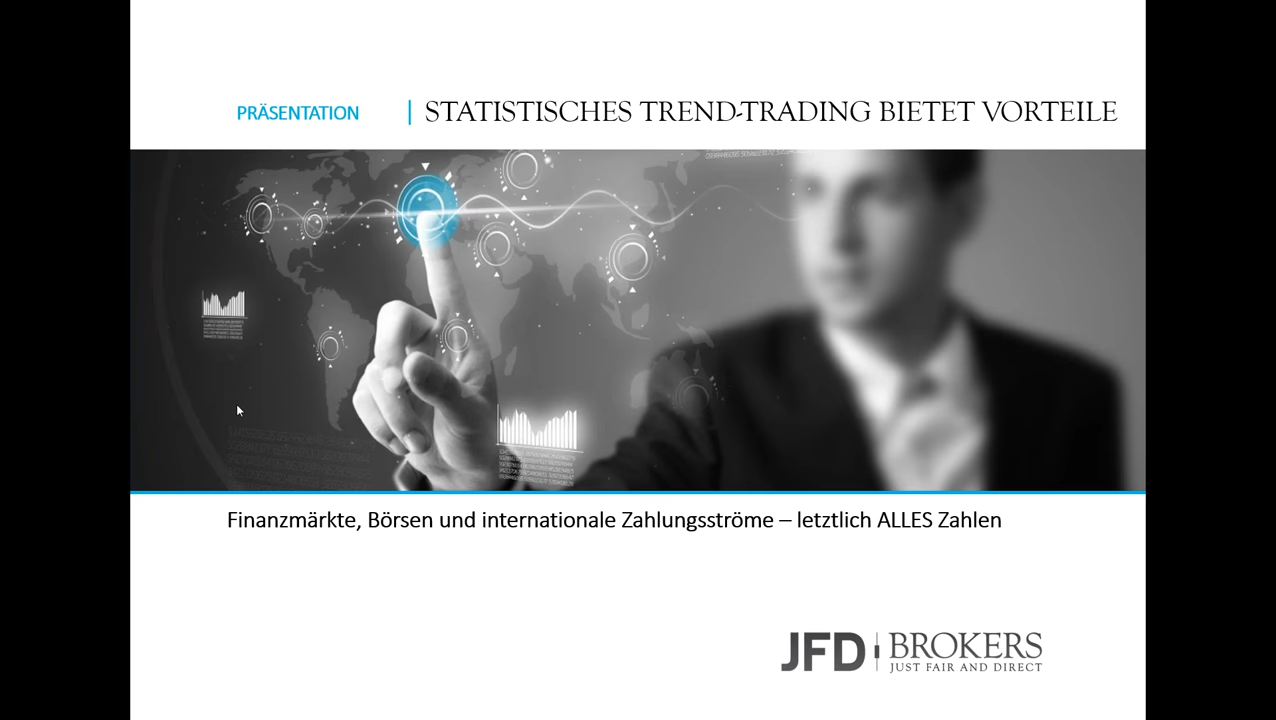 PRÄSENTATION | STATISTISCHES TREND-TRADING BIETET VORTEILE
Finanzmärkte, Börsen und internationale Zahlungsströme – letztlich ALLES Zahlen
JFD BROKERS
JUST FAIR AND DIRECT